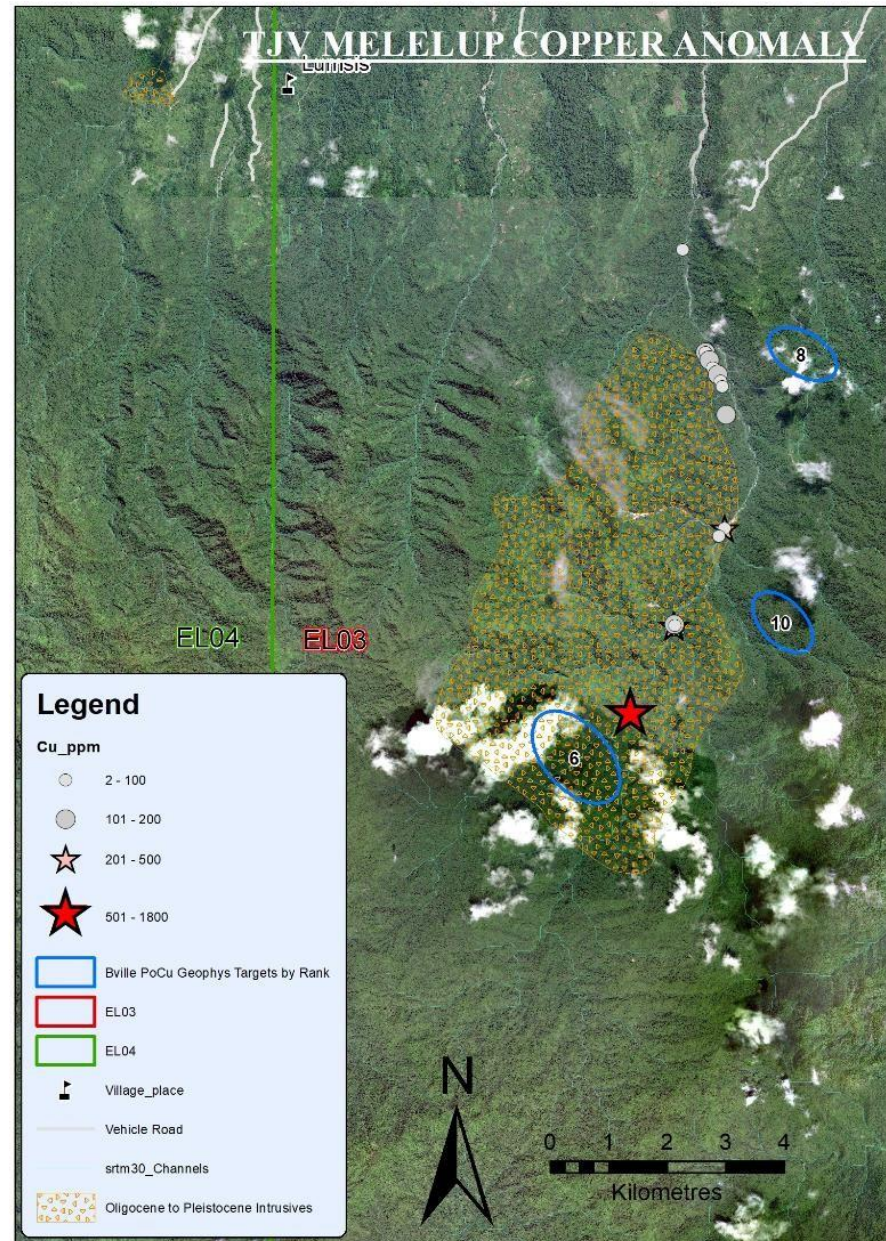 TJV MELELUP COPPER ANOMALY
Lumsis
8
10
EL04
EL03
6
Legend
Cu_ppm
2 - 100
101 - 200
201 - 500
501 - 1800
Bville PoCu Geophys Targets by Rank
EL03
EL04
Village_place
Vehicle Road
srtm30_Channels
Oligocene to Pleistocene Intrusives
N
0 1 2 3 4
Kilometres